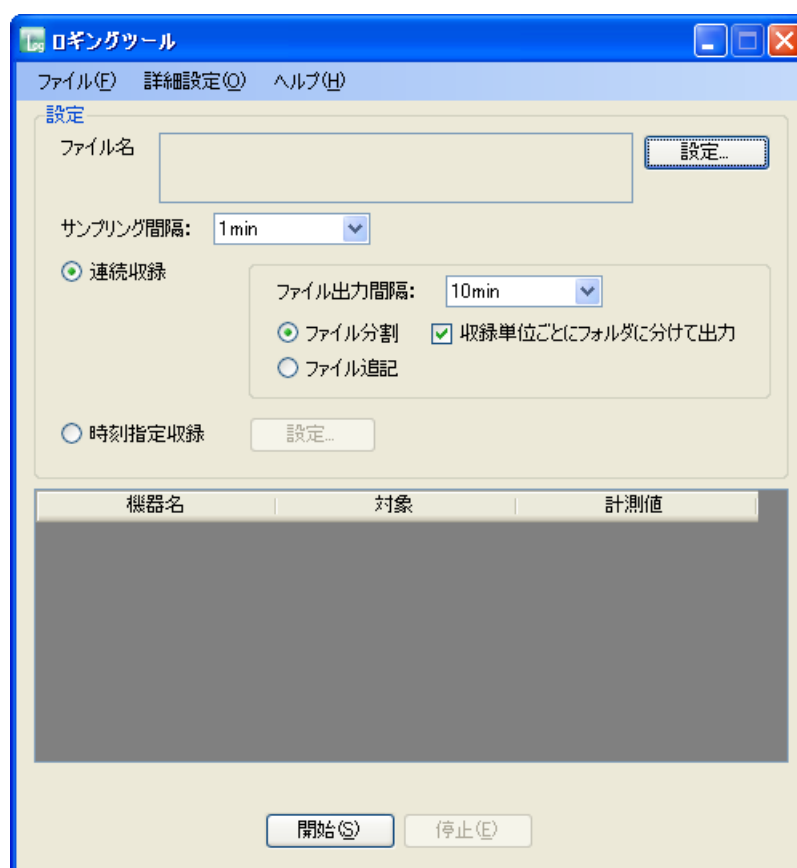 Log ロギングツール
ファイル(F) 詳細設定(O) ヘルプ(H)
設定
ファイル名 設定...
サンプリング間隔: 1min
連続収録
ファイル出力間隔: 10min
ファイル分割 収録単位ごとにフォルダに分けて出力
ファイル追記
時刻指定収録 設定...
機器名 対象 計測値
開始(S) 停止(E)